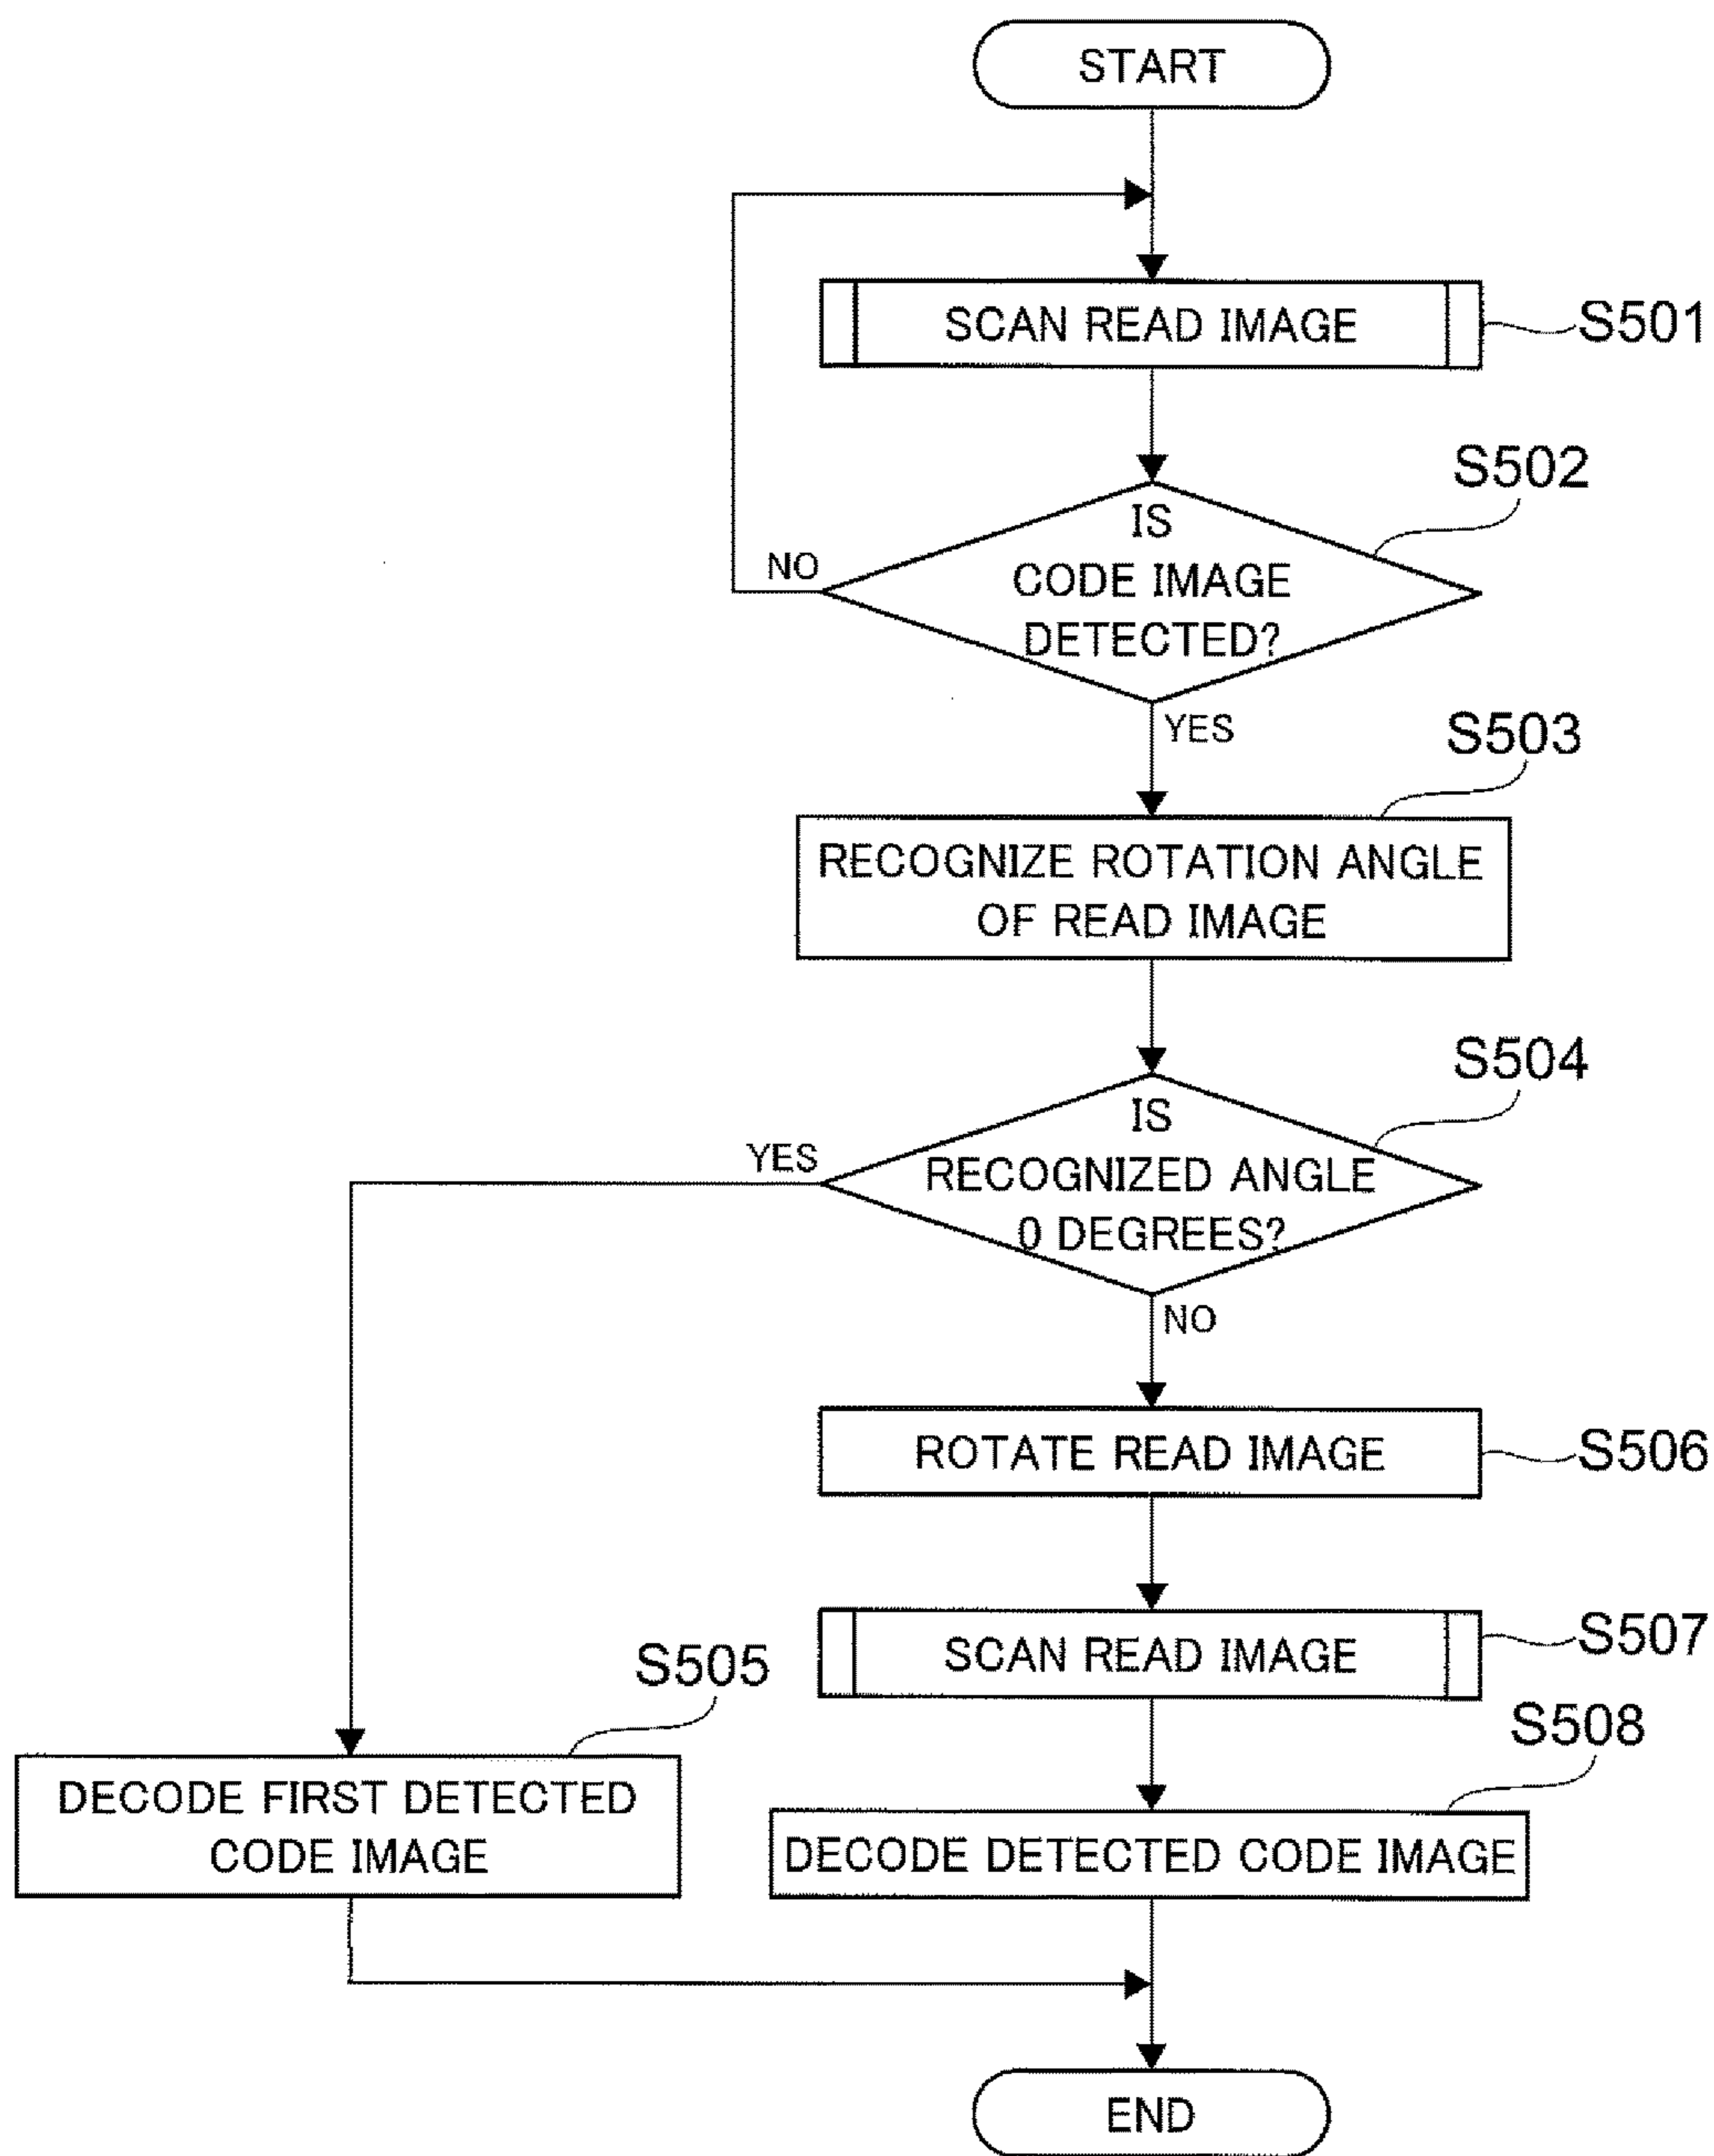 START
SCAN READ IMAGE
S501
S502
IS
CODE IMAGE
DETECTED?
NO
YES
S503
RECOGNIZE ROTATION ANGLE
OF READ IMAGE
S504
IS
RECOGNIZED ANGLE
0 DEGREES?
YES
NO
ROTATE READ IMAGE
S506
SCAN READ IMAGE
S507
S505
DECODE FIRST DETECTED
CODE IMAGE
S508
DECODE DETECTED CODE IMAGE
END